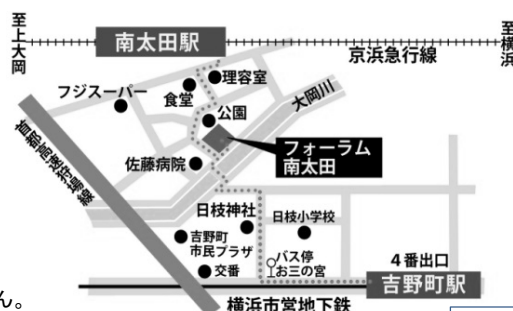 至上大岡
南太田駅
京浜急行線
至横浜
理容室
食堂
フジスーパー
公園
大岡川
首都高速狩場線
佐藤病院
フォーラム
南太田
日枝神社
日枝小学校
吉野町
市民プラザ
バス停
お三の宮
交番
4番出口
吉野町駅
横浜市営地下鉄
ん。